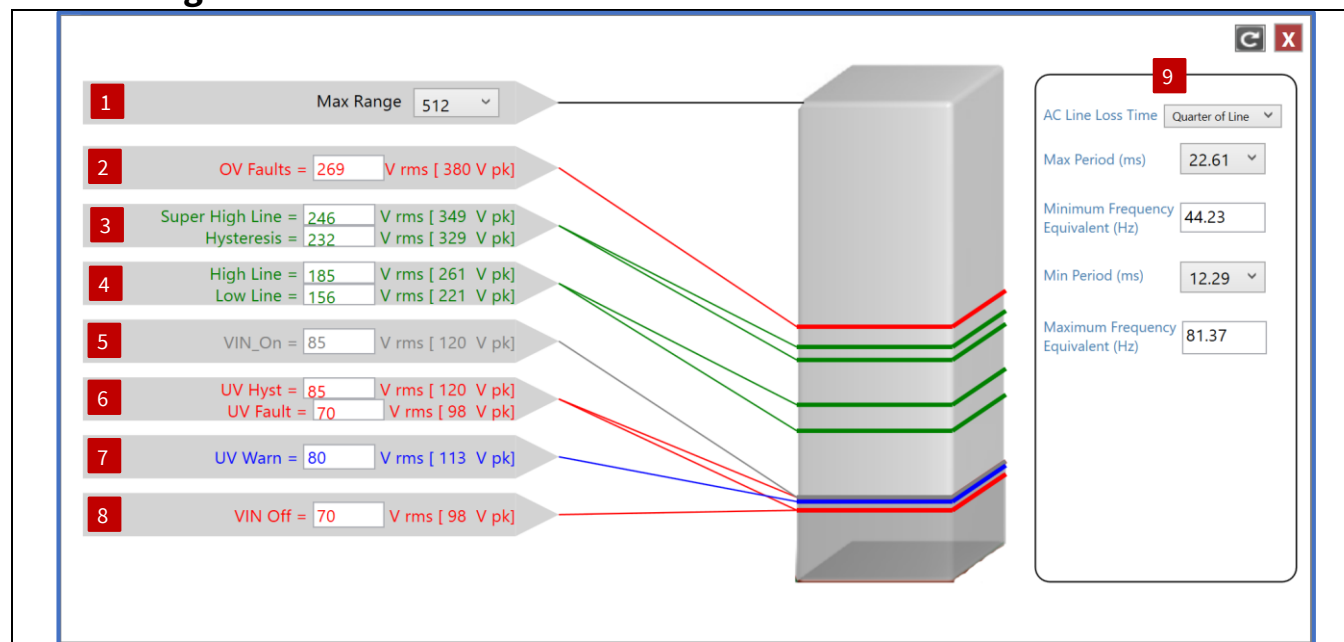 X
1 Max Range 512
2 OV Faults = 269 V rms [ 380 V pk]
3 Super High Line = 246 V rms [ 349 V pk]
Hysteresis = 232 V rms [ 329 V pk]
4 High Line = 185 V rms [ 261 V pk]
Low Line = 156 V rms [ 221 V pk]
5 VIN_On = 85 V rms [ 120 V pk]
6 UV Hyst = 85 V rms [ 120 V pk]
UV Fault = 70 V rms [ 98 V pk]
7 UV Warn = 80 V rms [ 113 V pk]
8 VIN Off = 70 V rms [ 98 V pk]
9
AC Line Loss Time Quarter of Line
Max Period (ms) 22.61
Minimum Frequency
Equivalent (Hz) 44.23
Min Period (ms) 12.29
Maximum Frequency
Equivalent (Hz) 81.37